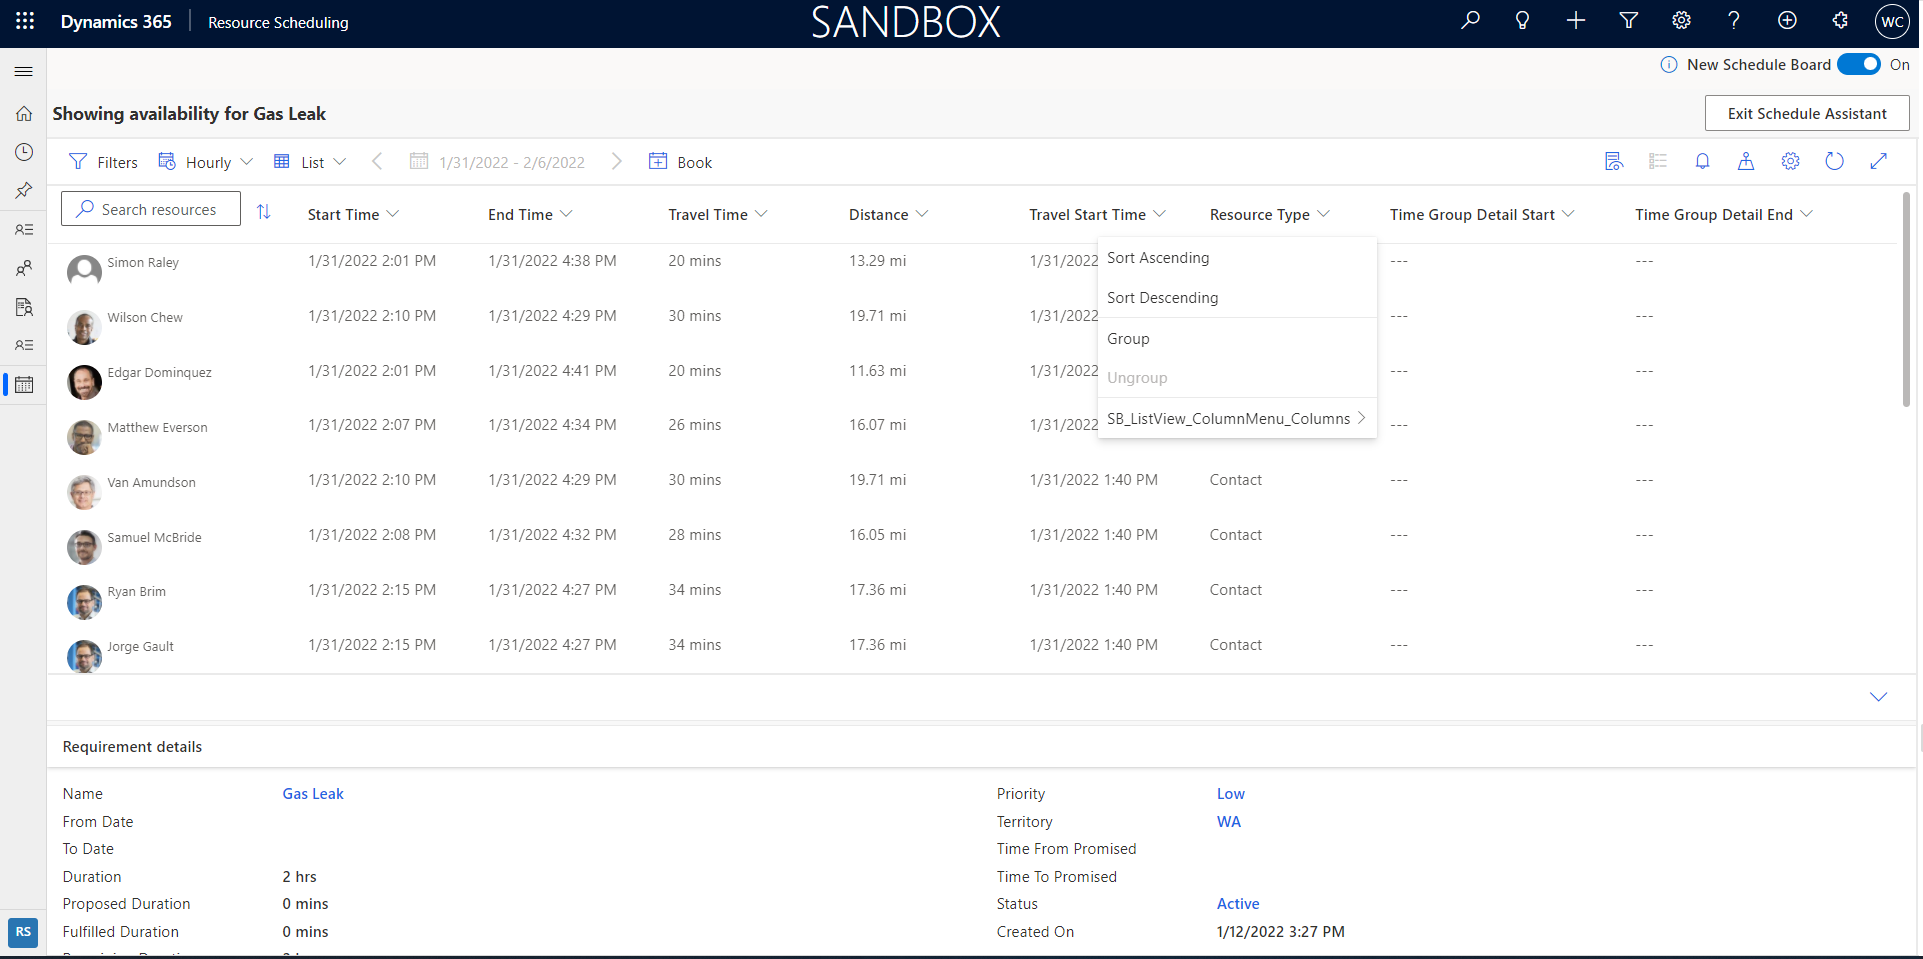 Dynamics 365 Resource Scheduling SANDBOX WC
New Schedule Board On
Showing availability for Gas Leak Exit Schedule Assistant
Filters Hourly List 1/31/2022 - 2/6/2022 Book
Search resources Start Time End Time Travel Time Distance Travel Start Time Resource Type Time Group Detail Start Time Group Detail End
Simon Raley 1/31/2022 2:01 PM 1/31/2022 4:38 PM 20 mins 13.29 mi 1/31/2022 --- ---
Wilson Chew 1/31/2022 2:10 PM 1/31/2022 4:29 PM 30 mins 19.71 mi 1/31/2022 --- ---
Edgar Dominquez 1/31/2022 2:01 PM 1/31/2022 4:41 PM 20 mins 11.63 mi 1/31/2022 --- ---
Matthew Everson 1/31/2022 2:07 PM 1/31/2022 4:34 PM 26 mins 16.07 mi 1/31/2022 --- ---
Van Amundson 1/31/2022 2:10 PM 1/31/2022 4:29 PM 30 mins 19.71 mi 1/31/2022 1:40 PM Contact --- ---
Samuel McBride 1/31/2022 2:08 PM 1/31/2022 4:32 PM 28 mins 16.05 mi 1/31/2022 1:40 PM Contact --- ---
Ryan Brim 1/31/2022 2:15 PM 1/31/2022 4:27 PM 34 mins 17.36 mi 1/31/2022 1:40 PM Contact --- ---
Jorge Gault 1/31/2022 2:15 PM 1/31/2022 4:27 PM 34 mins 17.36 mi 1/31/2022 1:40 PM Contact --- ---
Sort Ascending
Sort Descending
Group
Ungroup
SB_ListView_ColumnMenu_Columns
Requirement details
Name Gas Leak Priority Low
From Date Territory WA
To Date Time From Promised
Duration 2 hrs Time To Promised
Proposed Duration 0 mins Status Active
Fulfilled Duration 0 mins Created On 1/12/2022 3:27 PM
RS